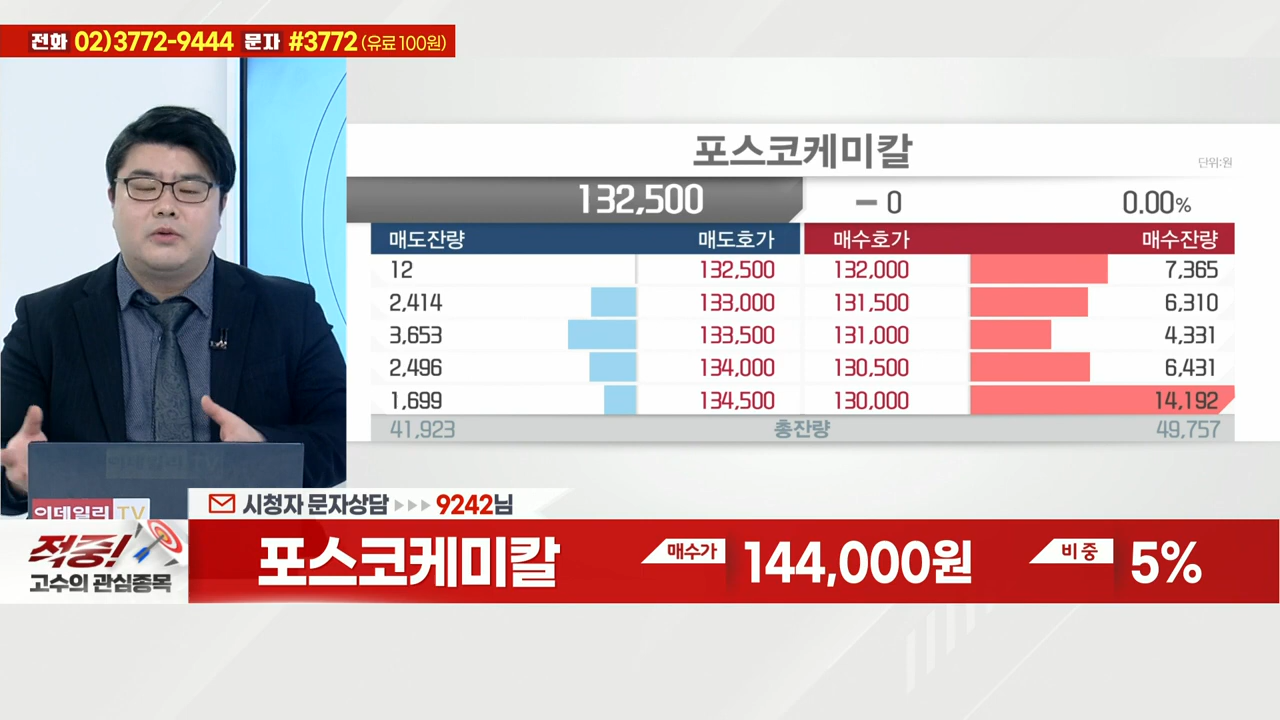 전화 02)3772-9444 문자 #3772 (유료 100원)
포스코케미칼
단위:원
132,500 0 0.00%
매도잔량 매도호가 매수호가 매수잔량
12 132,500 132,000 7,365
2,414 133,000 131,500 6,310
3,653 133,500 131,000 4,331
2,496 134,000 130,500 6,431
1,699 134,500 130,000 14,192
41,923 총잔량 49,757
이데일리 TV
시청자 문자상담 9242님
적중!
고수의 관심종목
포스코케미칼 매수가 144,000원 비중 5%